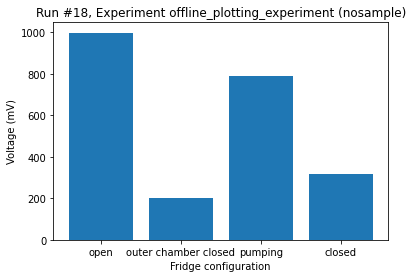 Run #18, Experiment offline_plotting_experiment (nosample)
1000
800
600
400
200
0
Voltage (mV)
open outer chamber closed pumping closed
Fridge configuration